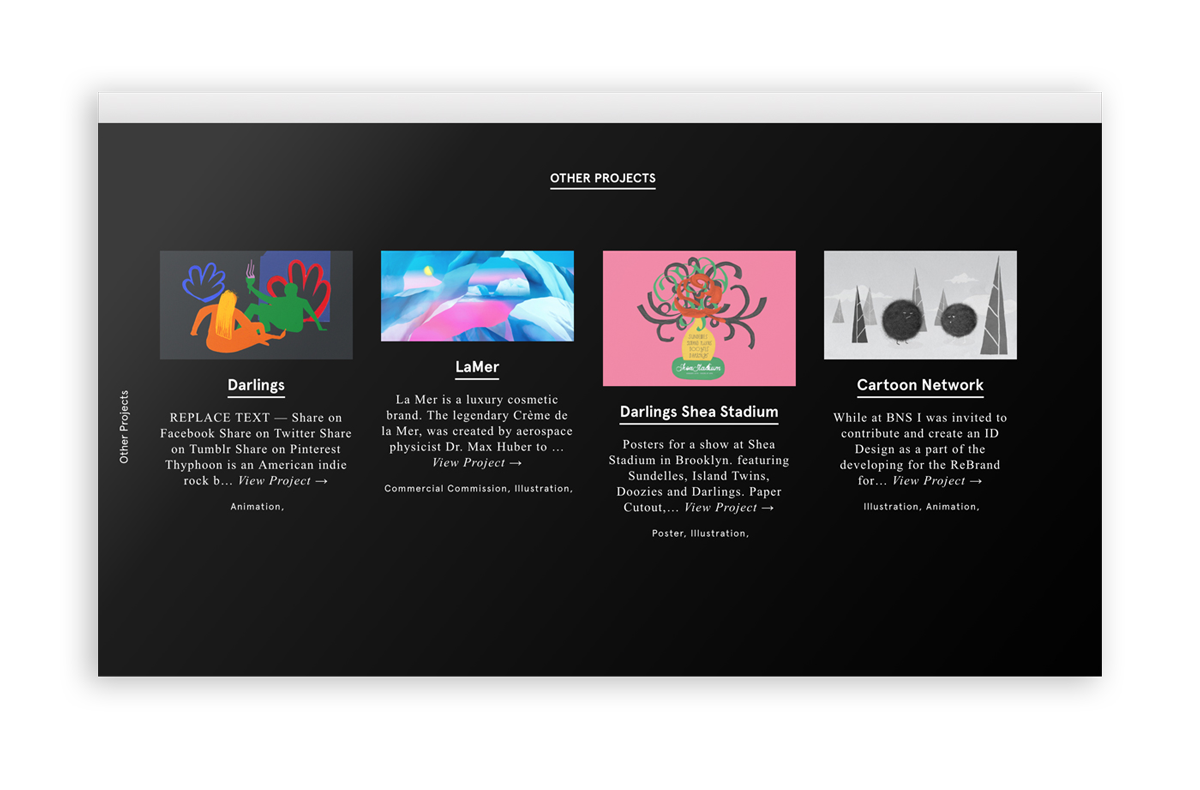 OTHER PROJECTS
Other Projects
Darlings
REPLACE TEXT — Share on
Facebook Share on Twitter Share
on Tumblr Share on Pinterest
Thyphoon is an American indie
rock b... View Project →
Animation,
LaMer
La Mer is a luxury cosmetic
brand. The legendary Crème de
la Mer, was created by aerospace
physicist Dr. Max Huber to ...
View Project →
Commercial Commission, Illustration,
Shea Stadium
Darlings Shea Stadium
Posters for a show at Shea
Stadium in Brooklyn. featuring
Sundelles, Island Twins,
Doozies and Darlings. Paper
Cutout,... View Project →
Poster, Illustration,
Cartoon Network
While at BNS I was invited to
contribute and create an ID
Design as a part of the
developing for the ReBrand
for... View Project →
Illustration, Animation,